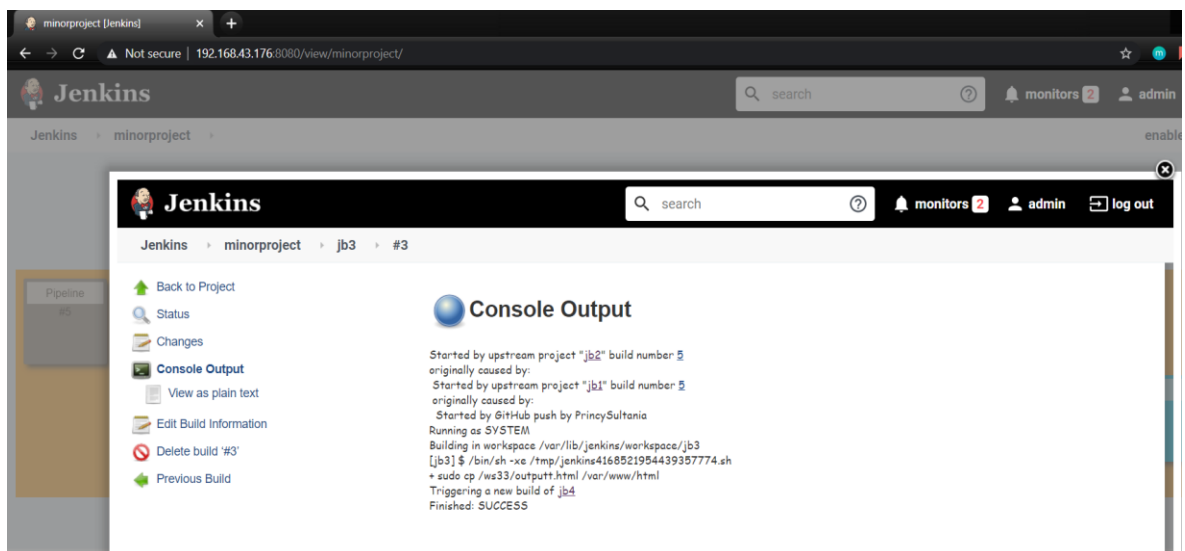 minorproject [Jenkins]
Not secure | 192.168.43.176:8080/view/minorproject/
m
Jenkins
search
monitors 2
admin
Jenkins
minorproject
enable
Jenkins
search
monitors 2
admin
log out
Jenkins
minorproject
jb3
#3
Pipeline
#5
Back to Project
Status
Changes
Console Output
View as plain text
Edit Build Information
Delete build '#3'
Previous Build
Console Output
Started by upstream project "jb2" build number 5
originally caused by:
Started by upstream project "jb1" build number 5
originally caused by:
Started by GitHub push by PrincySultania
Running as SYSTEM
Building in workspace /var/lib/jenkins/workspace/jb3
[jb3] $ /bin/sh -xe /tmp/jenkins4168521954439357774.sh
+ sudo cp /ws33/outputt.html /var/www/html
Triggering a new build of jb4
Finished: SUCCESS